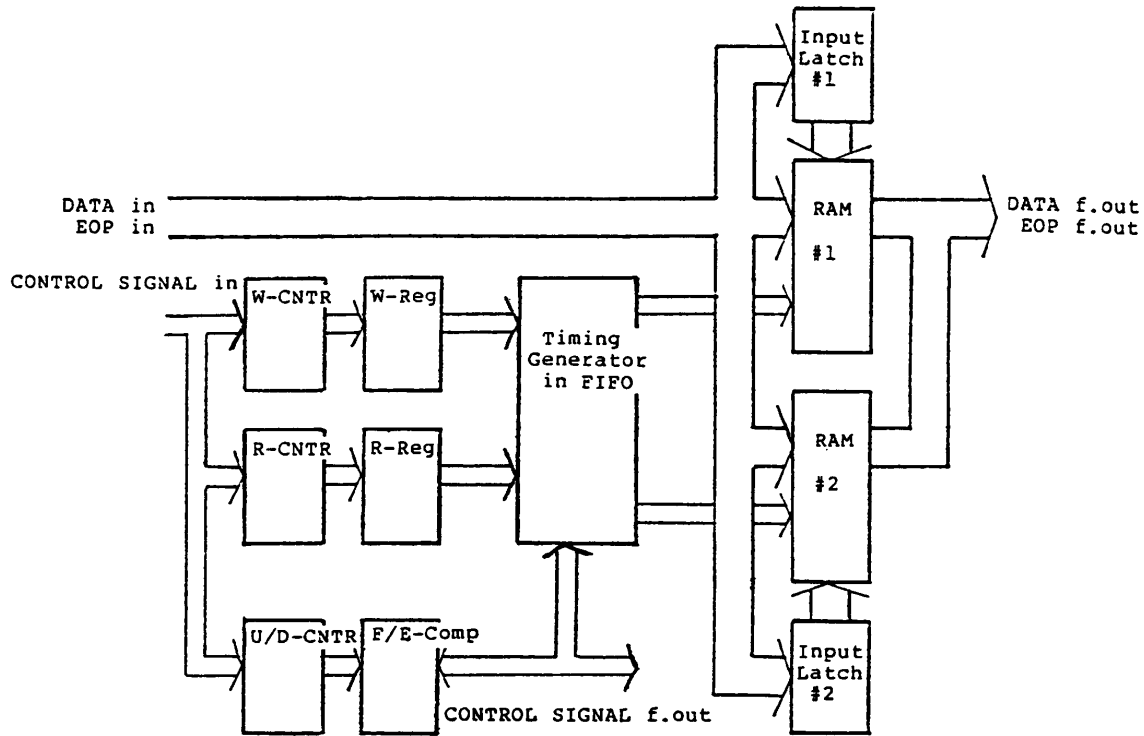 Input
Latch
#1
DATA in
EOP in
RAM
#1
DATA f.out
EOP f.out
CONTROL SIGNAL in
W-CNTR
W-Reg
Timing
Generator
in FIFO
R-CNTR
R-Reg
RAM
#2
U/D-CNTR
F/E-Comp
Input
Latch
#2
CONTROL SIGNAL f.out